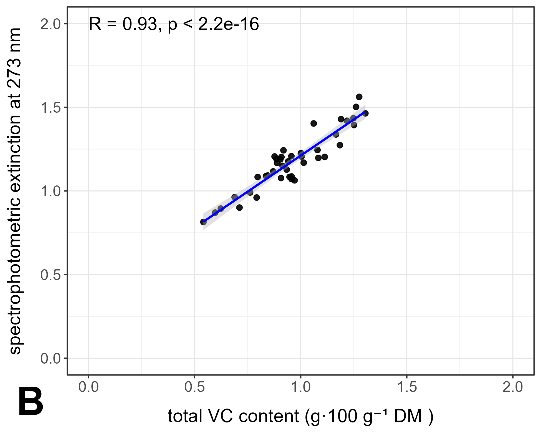 R = 0.93, p < 2.2e-16
spectrophotometric extinction at 273 nm
2.0
1.5
1.0
0.5
0.0
0.0 0.5 1.0 1.5 2.0
total VC content (g·100 g⁻¹ DM )
B